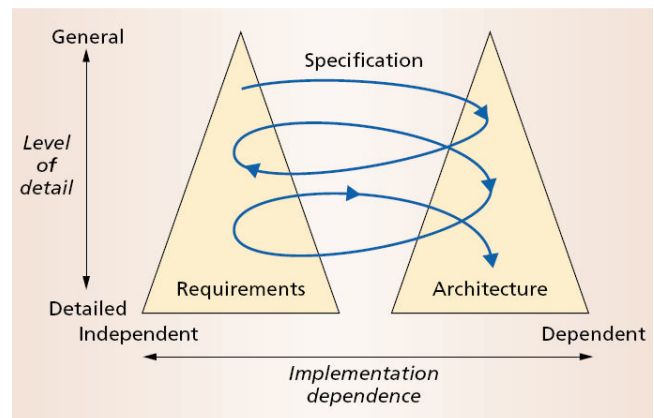 General
Specification
Level
of
detail
Requirements
Architecture
Detailed
Independent
Dependent
Implementation
dependence